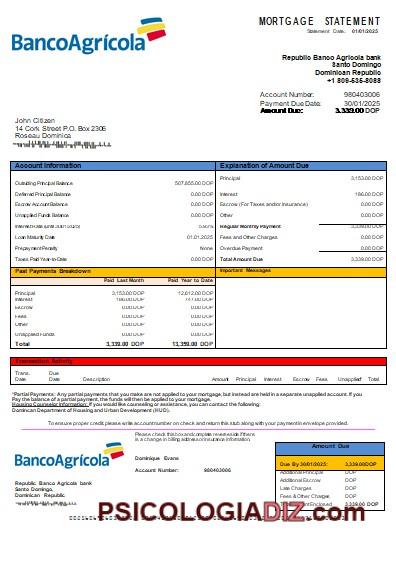 BancoAgrícola
MORTGAGE STATEMENT
Statement Date: 01/01/2025
Republic Banco Agricola bank
Santo Domingo
Dominican Republic
+1 809-535-8088
Account Number: 980403006
Payment Due Date: 30/01/2025
Amount Due: 3,339.00 DOP
John Citizen
14 Cork Street P.O. Box 2306
Roseau Dominica
Account Information
Outstanding Principal Balance 507,855.00 DOP
Deferred Principal Balance 0.00 DOP
Escrow Account Balance 0.00 DOP
Unapplied Funds Balance 0.00 DOP
Loan Maturity Date 01.01.2025
Prepayment Penalty None
Taxes Paid Year-to-Date 0.00 DOP
Explanation of Amount Due
Principal 3,153.00 DOP
Interest 186.00 DOP
Escrow (For Taxes and/or Insurance) 0.00 DOP
Other 0.00 DOP
Regular Monthly Payment 3,339.00 DOP
Fees and Other Charges 0.00 DOP
Overdue Payment 0.00 DOP
Total Amount Due 3,339.00 DOP
Past Payments Breakdown
Paid Last Month Paid Year to Date
Principal 3,153.00 DOP 12,612.00 DOP
Interest 186.00 DOP 747.00 DOP
Escrow 0.00 DOP 0.00 DOP
Fees 0.00 DOP 0.00 DOP
Other 0.00 DOP 0.00 DOP
Unapplied Funds 0.00 DOP 0.00 DOP
Total 3,339.00 DOP 13,359.00 DOP
Important Messages
Transaction Activity
Trans. Date Due Date Description Amount Principal Interest Escrow Fees Unapplied* Total
*Partial Payments: Any partial payments that you make are not applied to your mortgage, but instead are held in a separate unapplied account. If you
Pay the balance of a partial payment, the funds will then be applied to your mortgage.
Housing Counselor Information: If you would like counseling or assistance, you can contact the following:
Dominican Department of Housing and Urban Development (HUD).
To ensure proper credit please write account number on check and return this stub along with your payment in envelope provided.
BancoAgrícola
Please check this box and complete reverse side if there
is a change in billing address or insurance information
Dominique Evans
Account Number: 980403006
Republic Banco Agricola bank
Santo Domingo,
Dominican Republic
Amount Due
Due By 30/01/2025: 3,339.00DOP
Additional Principal DOP
Additional Escrow DOP
Late Charges DOP
Fees & Other Charges DOP
3,339.00 DOP
PSICOLOGIADIZ.com